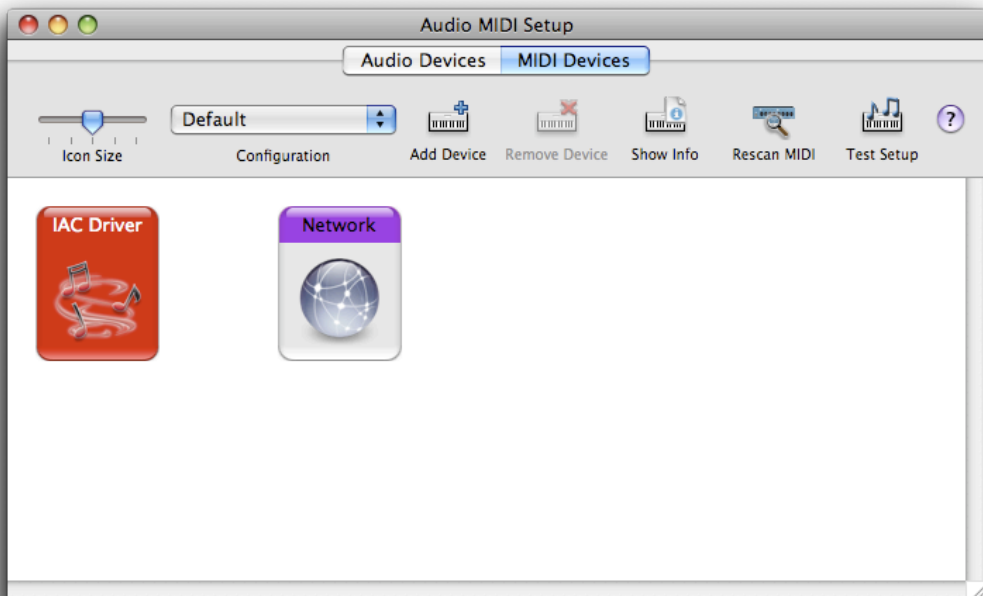 Audio MIDI Setup
Audio Devices MIDI Devices
Default
Icon Size Configuration Add Device Remove Device Show Info Rescan MIDI Test Setup ?
IAC Driver Network